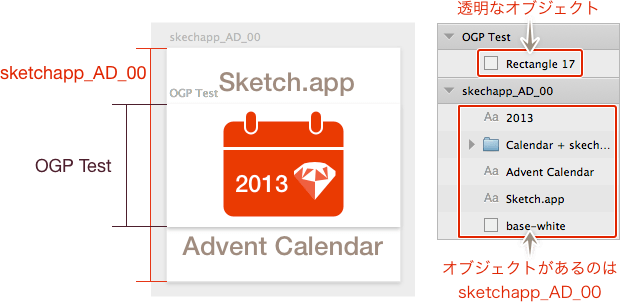 skechapp_AD_00
sketchapp_AD_00
Sketch.app
OGP Test
OGP Test
2013
Advent Calendar
透明なオブジェクト
OGP Test
Rectangle 17
skechapp_AD_00
Aa 2013
Calendar + skech...
Aa Advent Calendar
Aa Sketch.app
base-white
オブジェクトがあるのは
sketchapp_AD_00